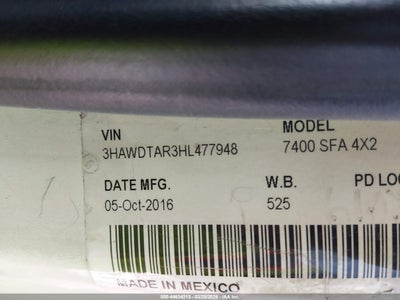 VIN MODEL
3HAWDTAR3HL477948 7400 SFA 4X2
DATE MFG. W.B. PD LOC
05-Oct-2016 525
MADE IN MEXICO